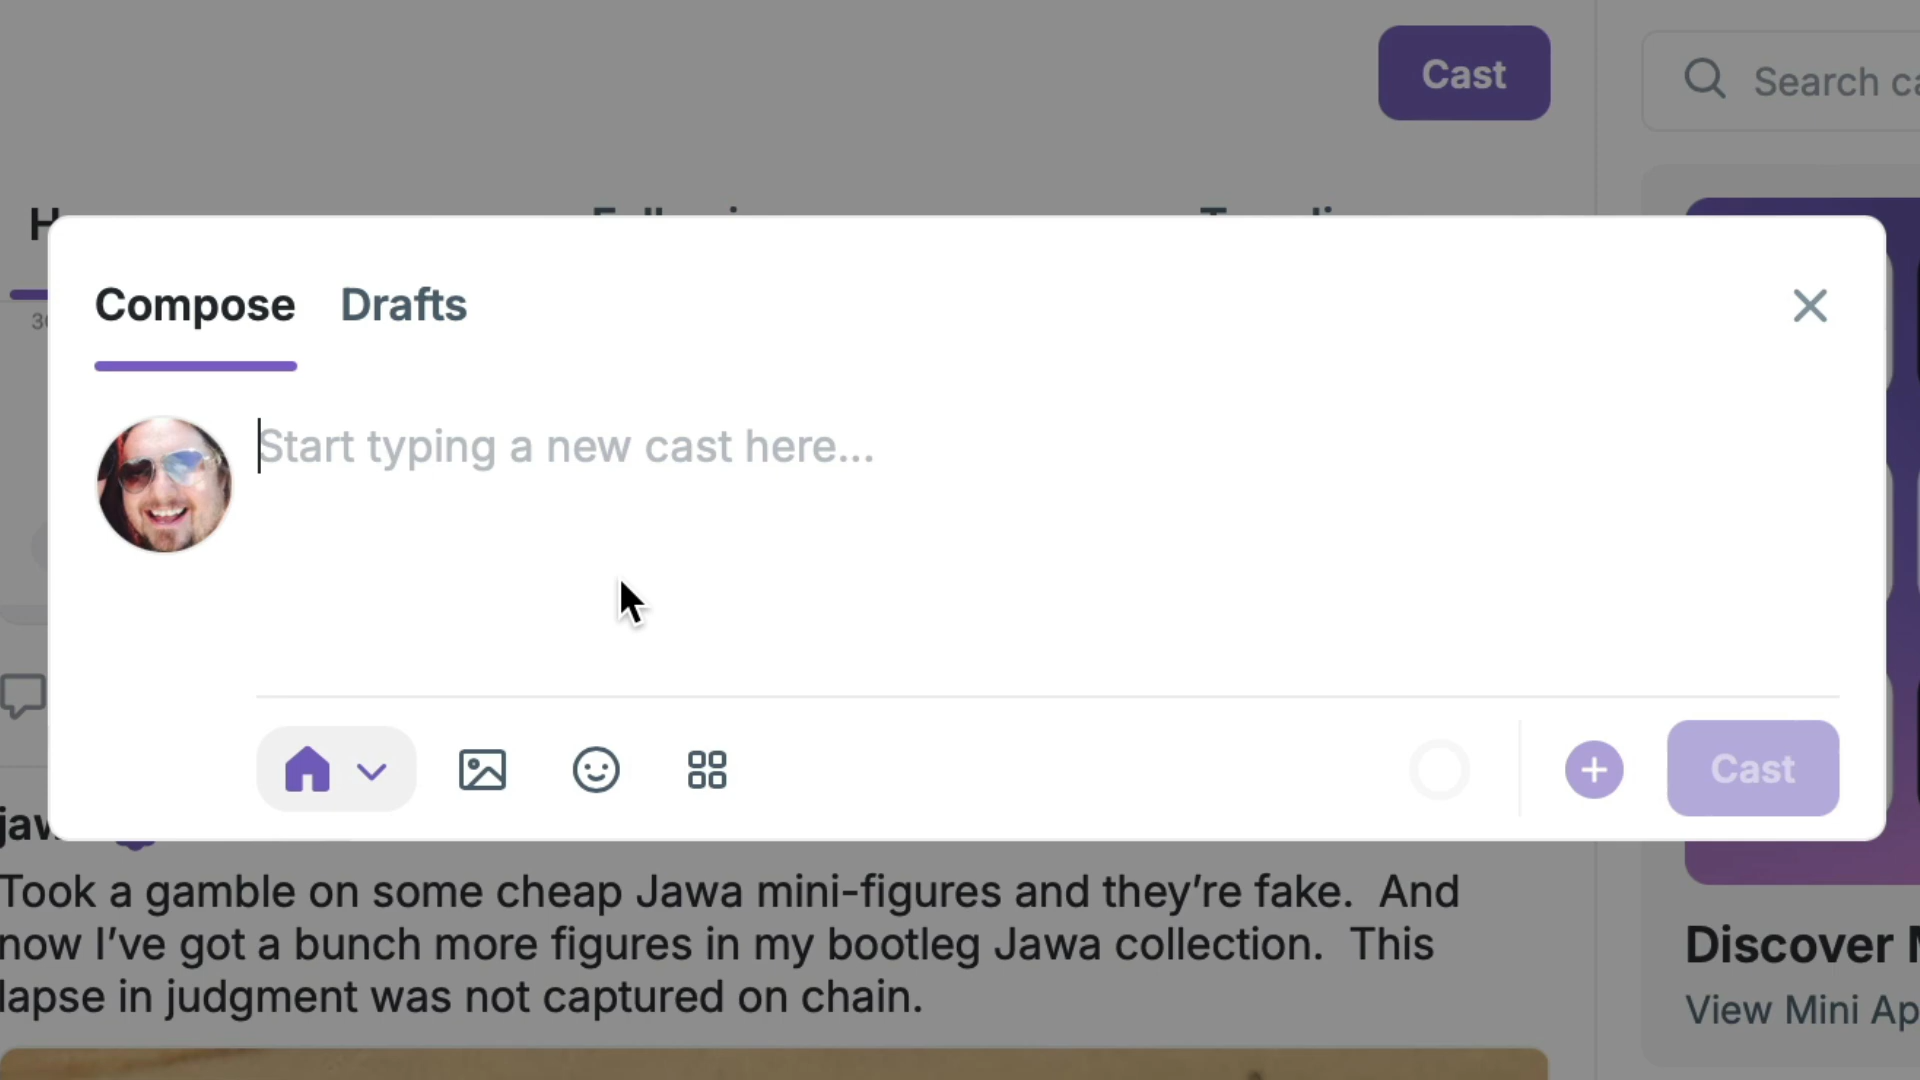 Cast
Search
Compose
Drafts
Start typing a new cast here...
Cast
Took a gamble on some cheap Jawa mini-figures and they’re fake. And
now I’ve got a bunch more figures in my bootleg Jawa collection. This
lapse in judgment was not captured on chain.
Discover
View Mini